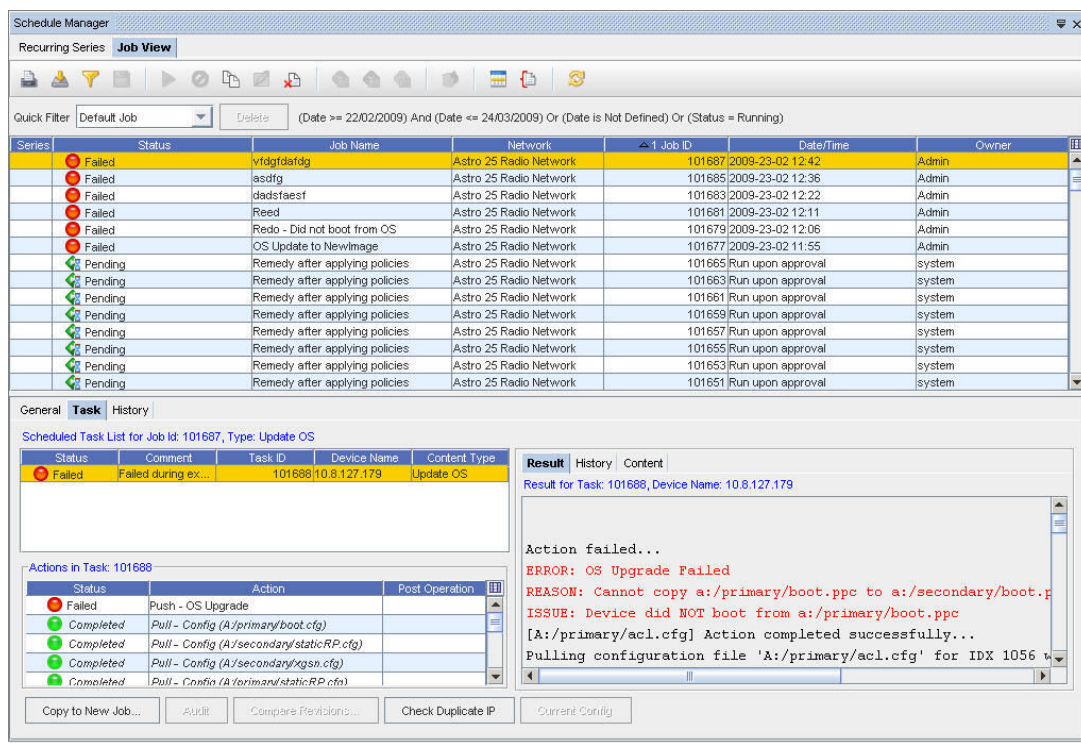 Schedule Manager
Recurring Series Job View
Quick Filter Default Job Delete (Date >= 22/02/2009) And (Date <= 24/03/2009) Or (Date is Not Defined) Or (Status = Running)
Series Status Job Name Network 1 Job ID Date/Time Owner
Failed vfdgfdafdg Astro 25 Radio Network 101687 2009-23-02 12:42 Admin
Failed asdfg Astro 25 Radio Network 101685 2009-23-02 12:36 Admin
Failed dadsfaesf Astro 25 Radio Network 101683 2009-23-02 12:22 Admin
Failed Reed Astro 25 Radio Network 101681 2009-23-02 12:11 Admin
Failed Redo - Did not boot from OS Astro 25 Radio Network 101679 2009-23-02 12:06 Admin
Failed OS Update to NewImage Astro 25 Radio Network 101677 2009-23-02 11:55 Admin
Pending Remedy after applying policies Astro 25 Radio Network 101665 Run upon approval system
Pending Remedy after applying policies Astro 25 Radio Network 101663 Run upon approval system
Pending Remedy after applying policies Astro 25 Radio Network 101661 Run upon approval system
Pending Remedy after applying policies Astro 25 Radio Network 101659 Run upon approval system
Pending Remedy after applying policies Astro 25 Radio Network 101657 Run upon approval system
Pending Remedy after applying policies Astro 25 Radio Network 101655 Run upon approval system
Pending Remedy after applying policies Astro 25 Radio Network 101653 Run upon approval system
Pending Remedy after applying policies Astro 25 Radio Network 101651 Run upon approval system
General Task History
Scheduled Task List for Job Id: 101687, Type: Update OS
Status Comment Task ID Device Name Content Type
Failed Failed during ex... 101688 10.8.127.179 Update OS
Actions in Task: 101688
Status Action Post Operation
Failed Push - OS Upgrade
Completed Pull - Config (A:/primary/boot.cfg)
Completed Pull - Config (A:/secondary/staticRP.cfg)
Completed Pull - Config (A:/secondary/xgsn.cfg)
Completed Pull - Config (A:/primary/staticRP.cfg)
Result History Content
Result for Task: 101688, Device Name: 10.8.127.179
Action failed...
ERROR: OS Upgrade Failed
REASON: Cannot copy a:/primary/boot.ppc to a:/secondary/boot.p
ISSUE: Device did NOT boot from a:/primary/boot.ppc
[A:/primary/acl.cfg] Action completed successfully...
Pulling configuration file 'A:/primary/acl.cfg' for IDX 1056 w
Copy to New Job... Audit Compare Revisions... Check Duplicate IP Current Config